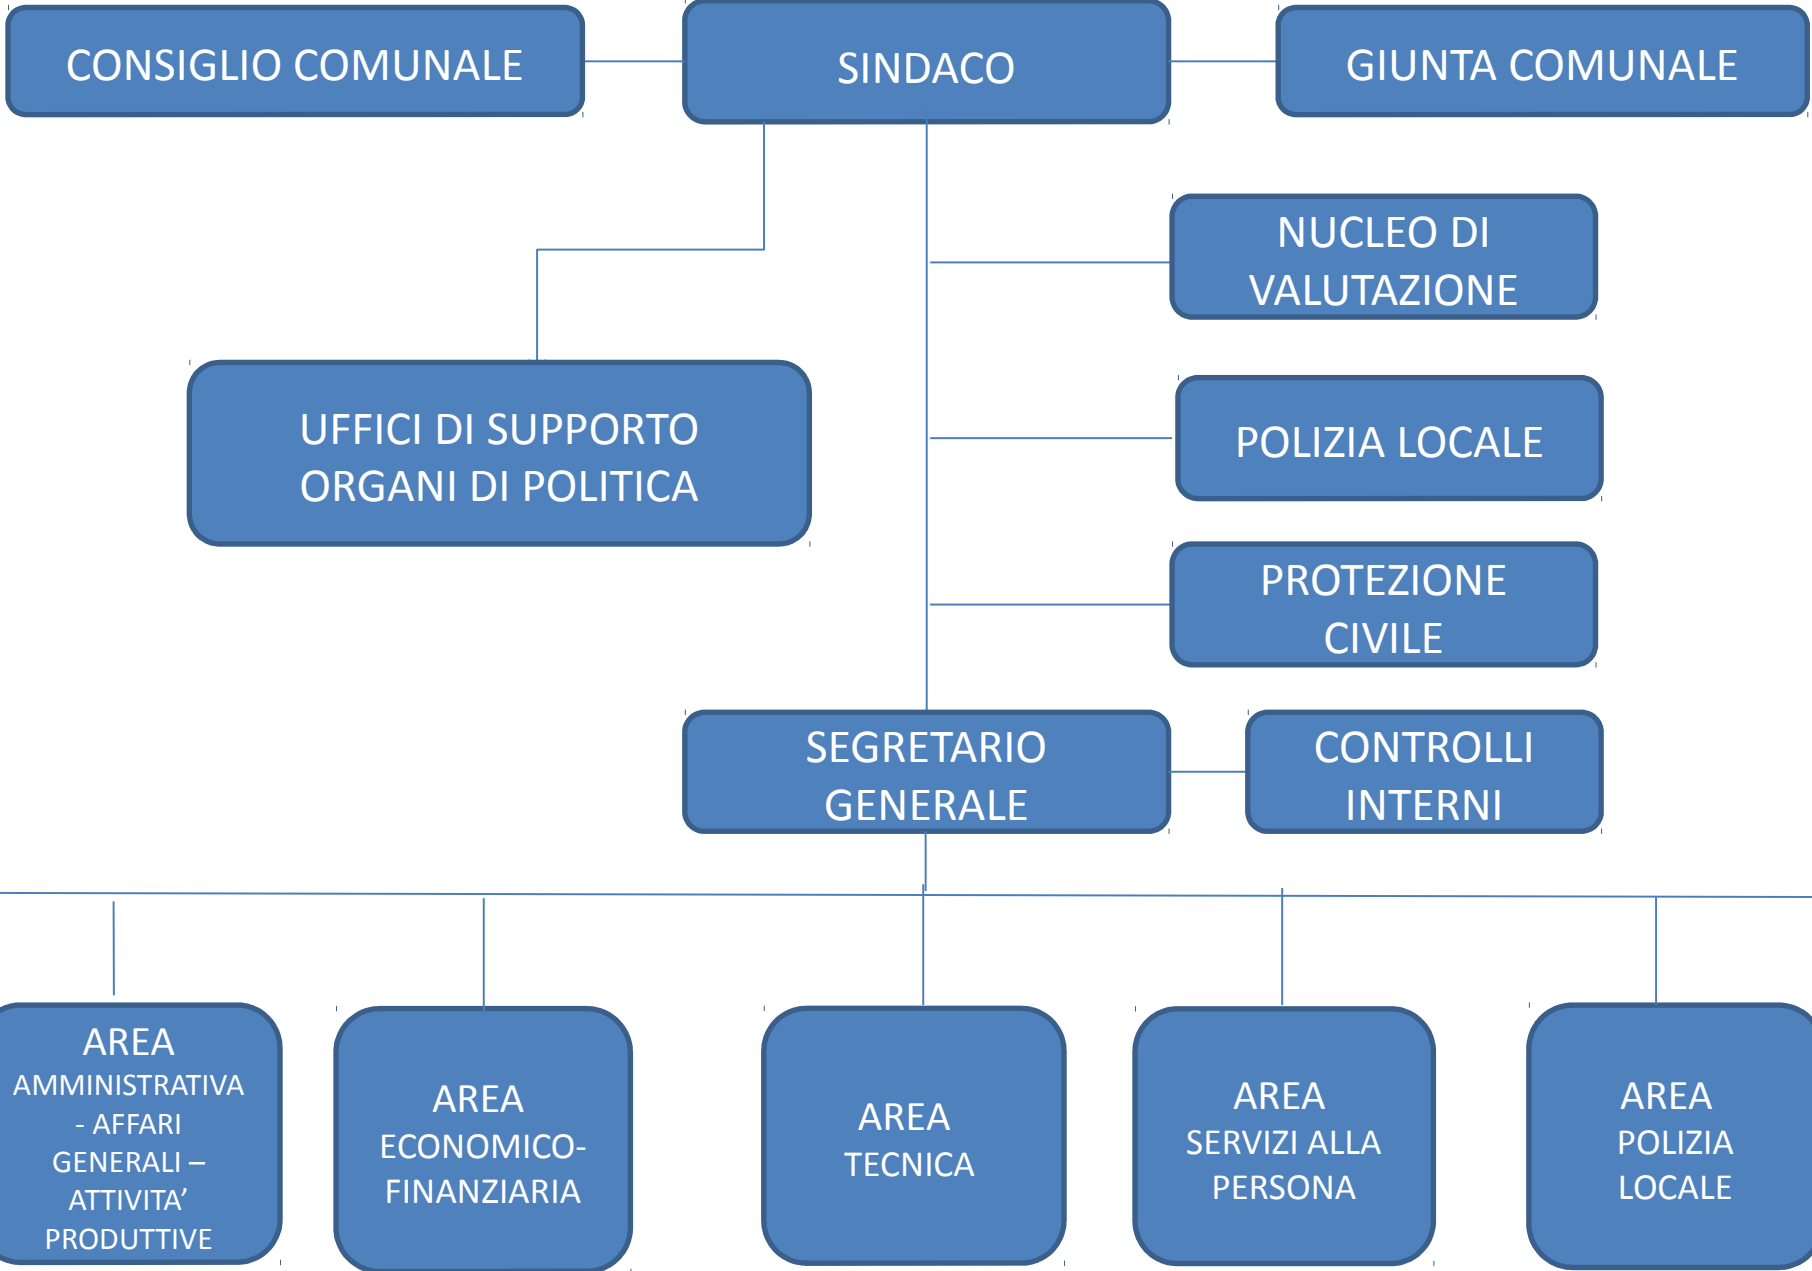 CONSIGLIO COMUNALE
SINDACO
GIUNTA COMUNALE
NUCLEO DI
VALUTAZIONE
UFFICI DI SUPPORTO
ORGANI DI POLITICA
POLIZIA LOCALE
PROTEZIONE
CIVILE
SEGRETARIO
GENERALE
CONTROLLI
INTERNI
AREA
AMMINISTRATIVA
- AFFARI
GENERALI –
ATTIVITA’
PRODUTTIVE
AREA
ECONOMICO-
FINANZIARIA
AREA
TECNICA
AREA
SERVIZI ALLA
PERSONA
AREA
POLIZIA
LOCALE